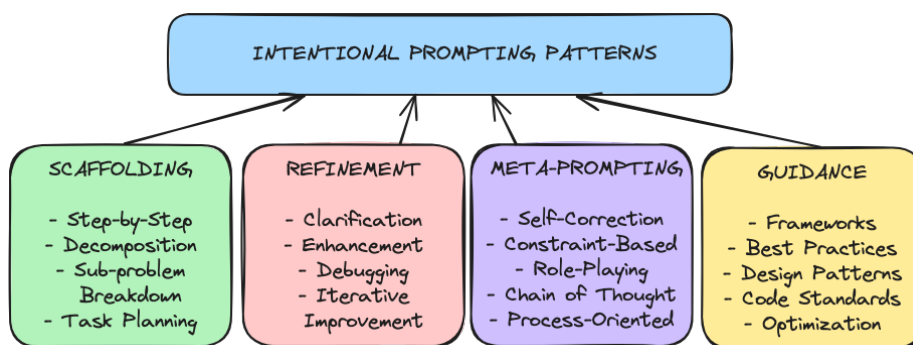 INTENTIONAL PROMPTING PATTERNS
SCAFFOLDING
- Step-by-Step
- Decomposition
- Sub-problem
Breakdown
- Task Planning
REFINEMENT
- Clarification
- Enhancement
- Debugging
- Iterative
Improvement
META-PROMPTING
- Self-Correction
- Constraint-Based
- Role-Playing
- Chain of Thought
- Process-Oriented
GUIDANCE
- Frameworks
- Best Practices
- Design Patterns
- Code Standards
- Optimization